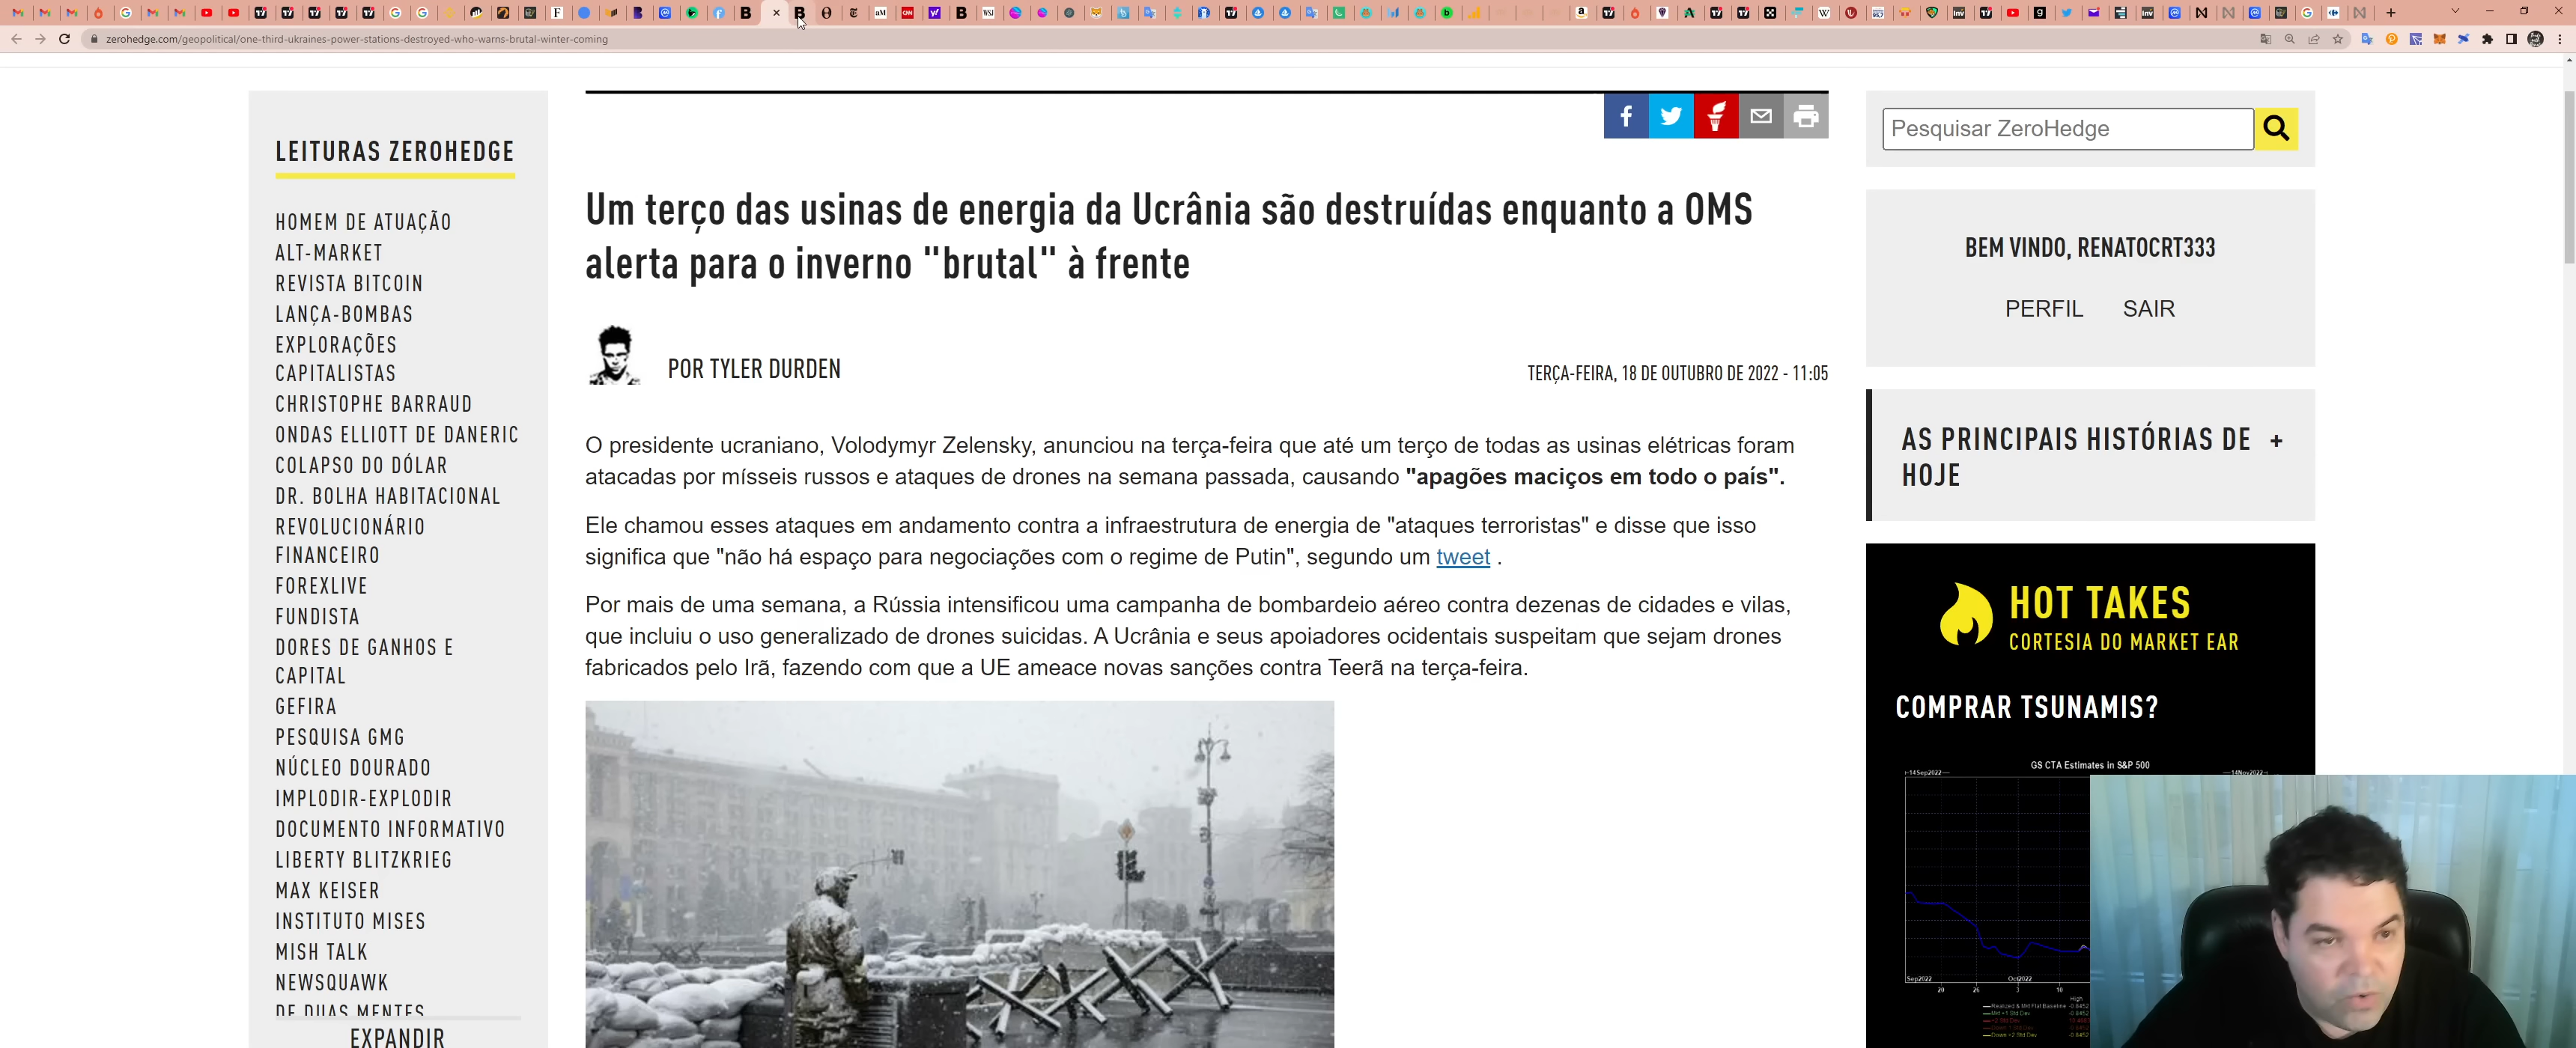 zerohedge.com/geopolitical/one-third-ukraines-power-stations-destroyed-who-warns-brutal-winter-coming
LEITURAS ZEROHEDGE
HOMEM DE ATUAÇÃO
ALT-MARKET
REVISTA BITCOIN
LANÇA-BOMBAS
EXPLORAÇÕES
CAPITALISTAS
CHRISTOPHE BARRAUD
ONDAS ELLIOTT DE DANERIC
COLAPSO DO DÓLAR
DR. BOLHA HABITACIONAL
REVOLUCIONÁRIO
FINANCEIRO
FOREXLIVE
FUNDISTA
DORES DE GANHOS E
CAPITAL
GEFIRA
PESQUISA GMG
NÚCLEO DOURADO
IMPLODIR-EXPLODIR
DOCUMENTO INFORMATIVO
LIBERTY BLITZKRIEG
MAX KEISER
INSTITUTO MISES
MISH TALK
NEWSQUAWK
DE DUAS MENTES
EXPANDIR
Um terço das usinas de energia da Ucrânia são destruídas enquanto a OMS
alerta para o inverno "brutal" à frente
POR TYLER DURDEN
TERÇA-FEIRA, 18 DE OUTUBRO DE 2022 - 11:05
O presidente ucraniano, Volodymyr Zelensky, anunciou na terça-feira que até um terço de todas as usinas elétricas foram
atacadas por mísseis russos e ataques de drones na semana passada, causando "apagões maciços em todo o país".
Ele chamou esses ataques em andamento contra a infraestrutura de energia de "ataques terroristas" e disse que isso
significa que "não há espaço para negociações com o regime de Putin", segundo um tweet .
Por mais de uma semana, a Rússia intensificou uma campanha de bombardeio aéreo contra dezenas de cidades e vilas,
que incluiu o uso generalizado de drones suicidas. A Ucrânia e seus apoiadores ocidentais suspeitam que sejam drones
fabricados pelo Irã, fazendo com que a UE ameace novas sanções contra Teerã na terça-feira.
Pesquisar ZeroHedge
BEM VINDO, RENATOCRT333
PERFIL SAIR
AS PRINCIPAIS HISTÓRIAS DE +
HOJE
HOT TAKES
CORTESIA DO MARKET EAR
COMPRAR TSUNAMIS?
GS CTA Estimates in S&P 500
14Sep2022
14Nov2022
Sep2022
Oct2022
20 26 3 10
High